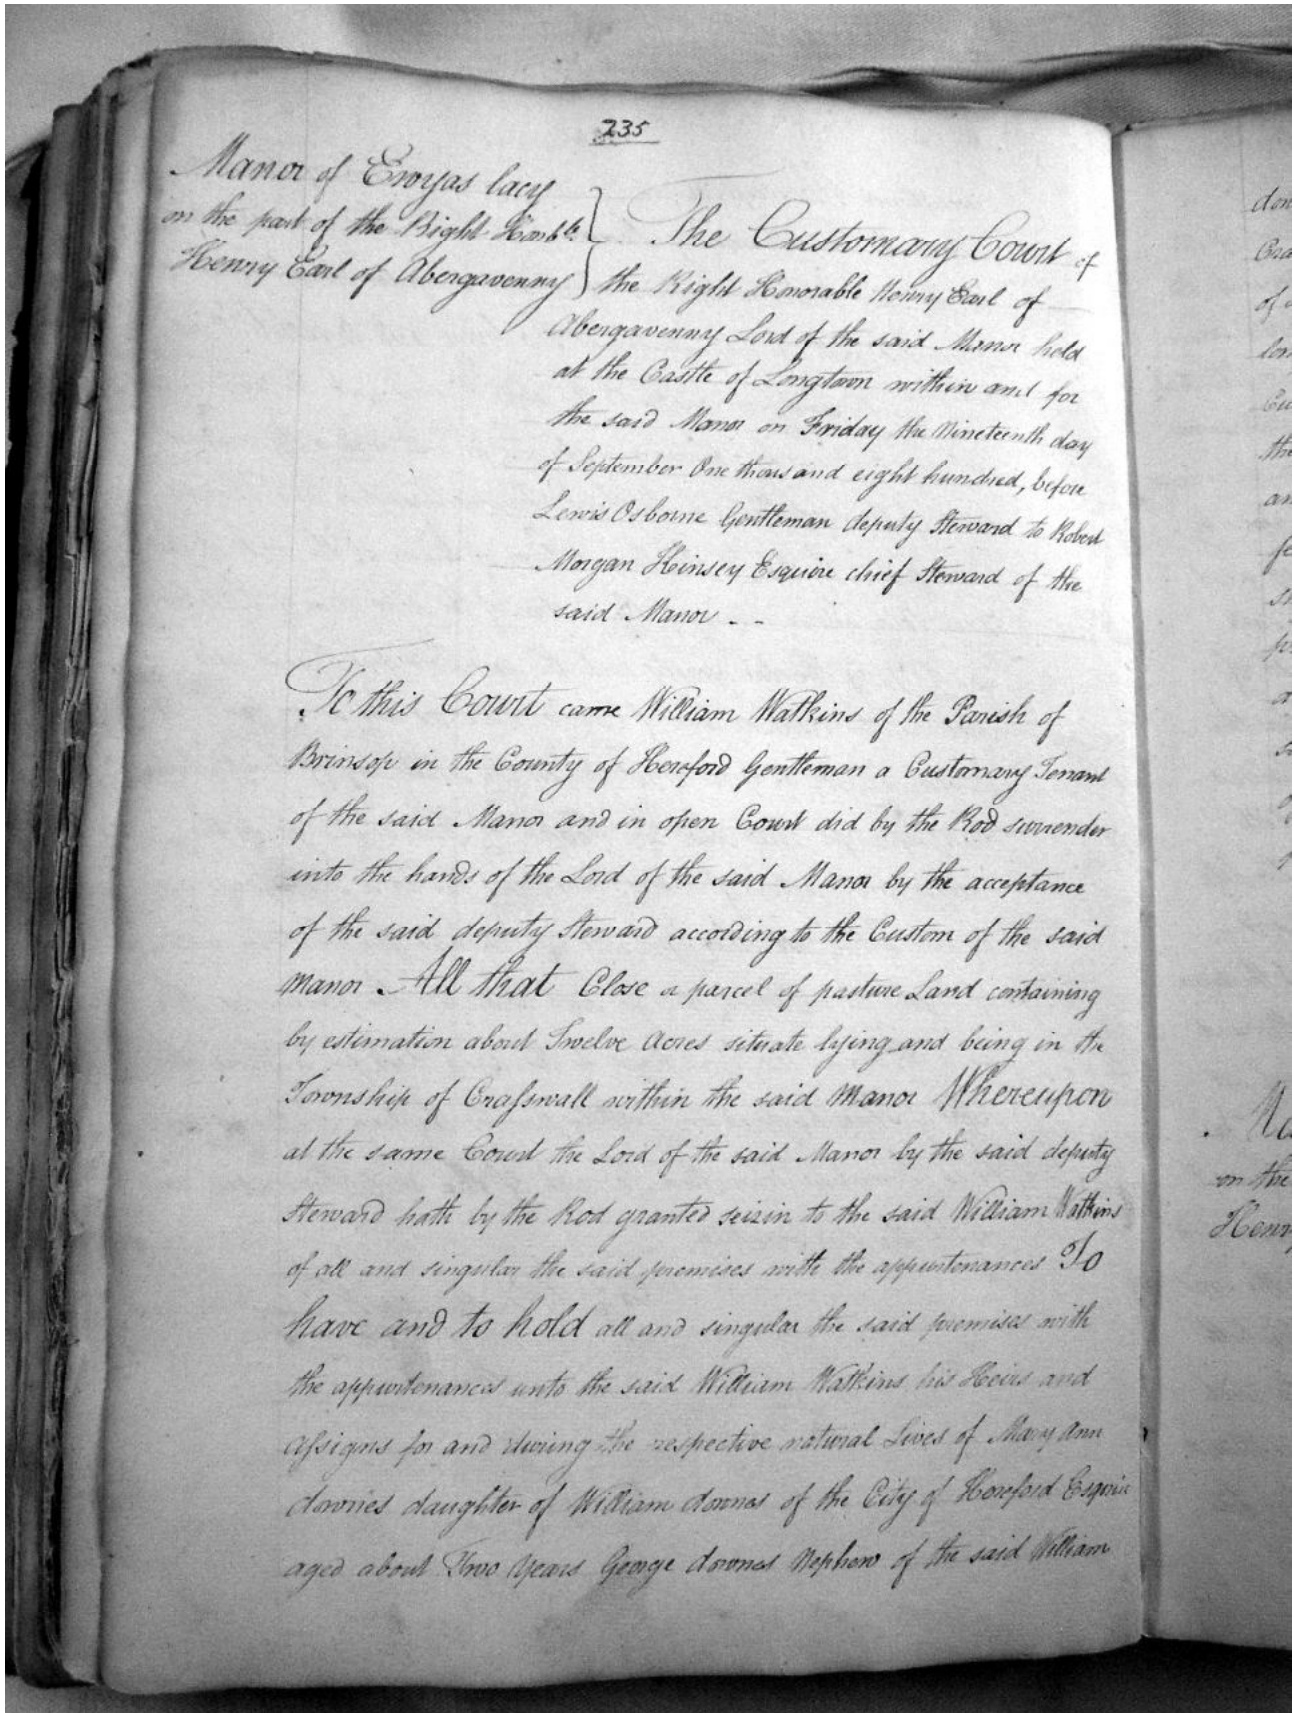 235
Manor of Ewyas lacy
on the part of the Right Honble
Henry Earl of Abergavenny
The Customary Court of
the Right Honorable Henry Earl of
Abergavenny Lord of the said Manor held
at the Castle of Longtown within and for
the said Manor on Friday the Nineteenth day
of September One thousand eight hundred, before
Lewis Osborne Gentleman deputy Steward to Robert
Morgan Kinsey Esquire chief Steward of the
said Manor - -
To this Court came William Watkins of the Parish of
Brinsop in the County of Hereford Gentleman a Customary Tenant
of the said Manor and in open Court did by the Rod surrender
into the hands of the Lord of the said Manor by the acceptance
of the said deputy Steward according to the Custom of the said
Manor. All that Close or parcel of pasture Land containing
by estimation about Twelve Acres situate lying and being in the
Township of Crasswall within the said Manor Whereupon
at the same Court the Lord of the said Manor by the said deputy
Steward hath by the Rod granted seizin to the said William Watkins
of all and singular the said premises with the appurtenances To
have and to hold all and singular the said premises with
the appurtenances unto the said William Watkins his Heirs and
Assigns for and during the respective natural Lives of Mary Ann
downes daughter of William downes of the City of Hereford Esquire
aged about Two Years George downes Nephew of the said William
on the
Henry